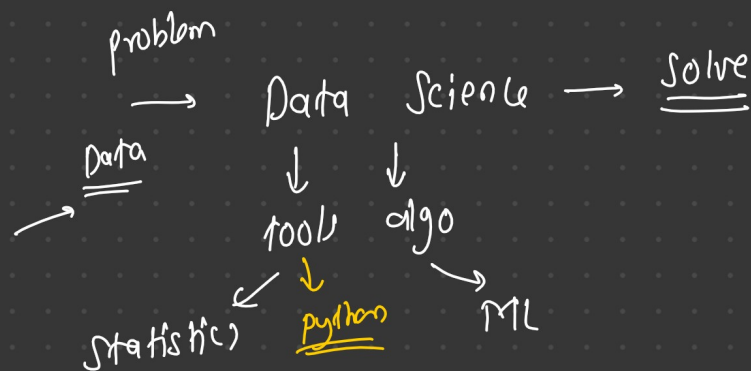 problem
Data Science solve
Data
tools algo
statistics python ML